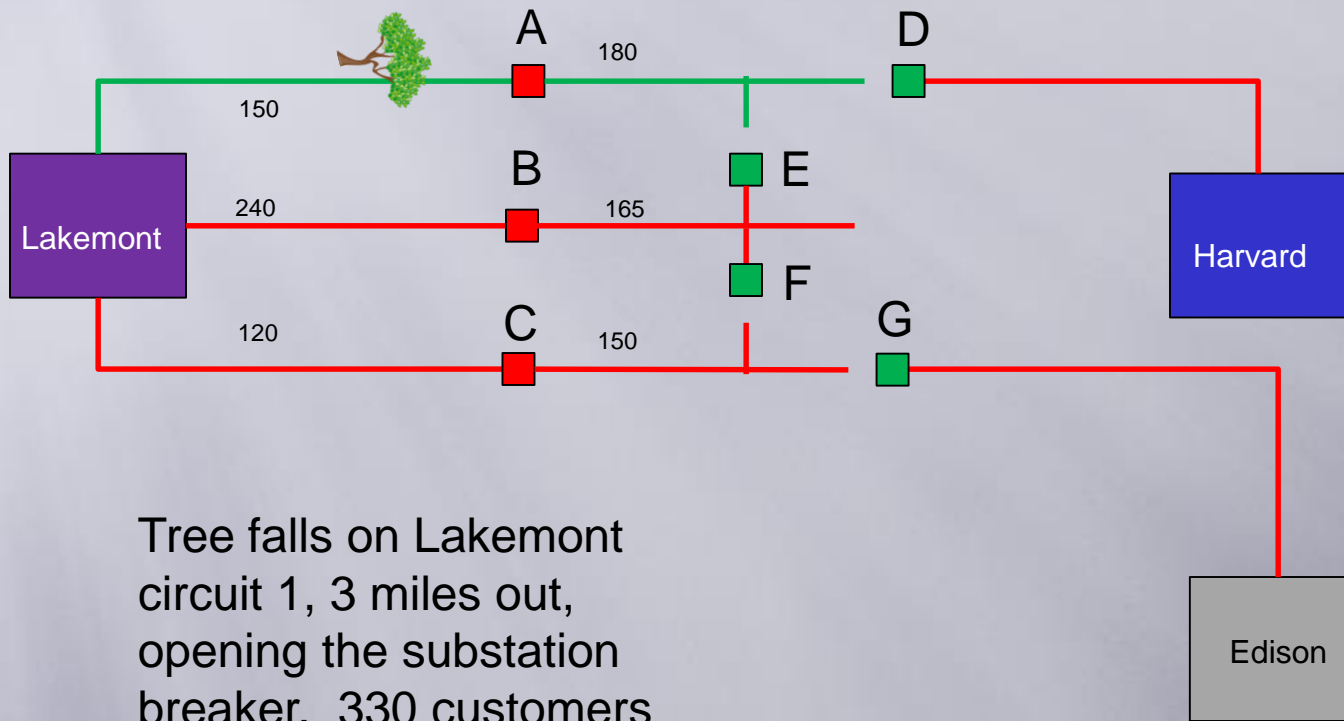 A
180
D
150
B
E
240
165
Lakemont
Harvard
F
C
G
120
150
Tree falls on Lakemont
circuit 1, 3 miles out,
opening the substation
breaker. 330 customers
Edison